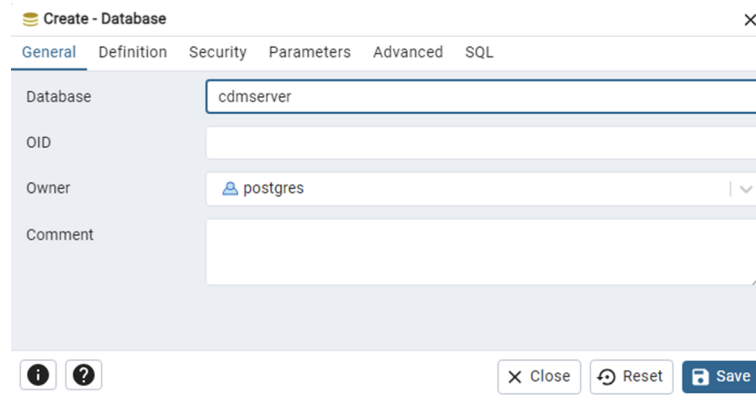 Create - Database
General Definition Security Parameters Advanced SQL
Database cdmserver
OID
Owner postgres
Comment
Close Reset Save